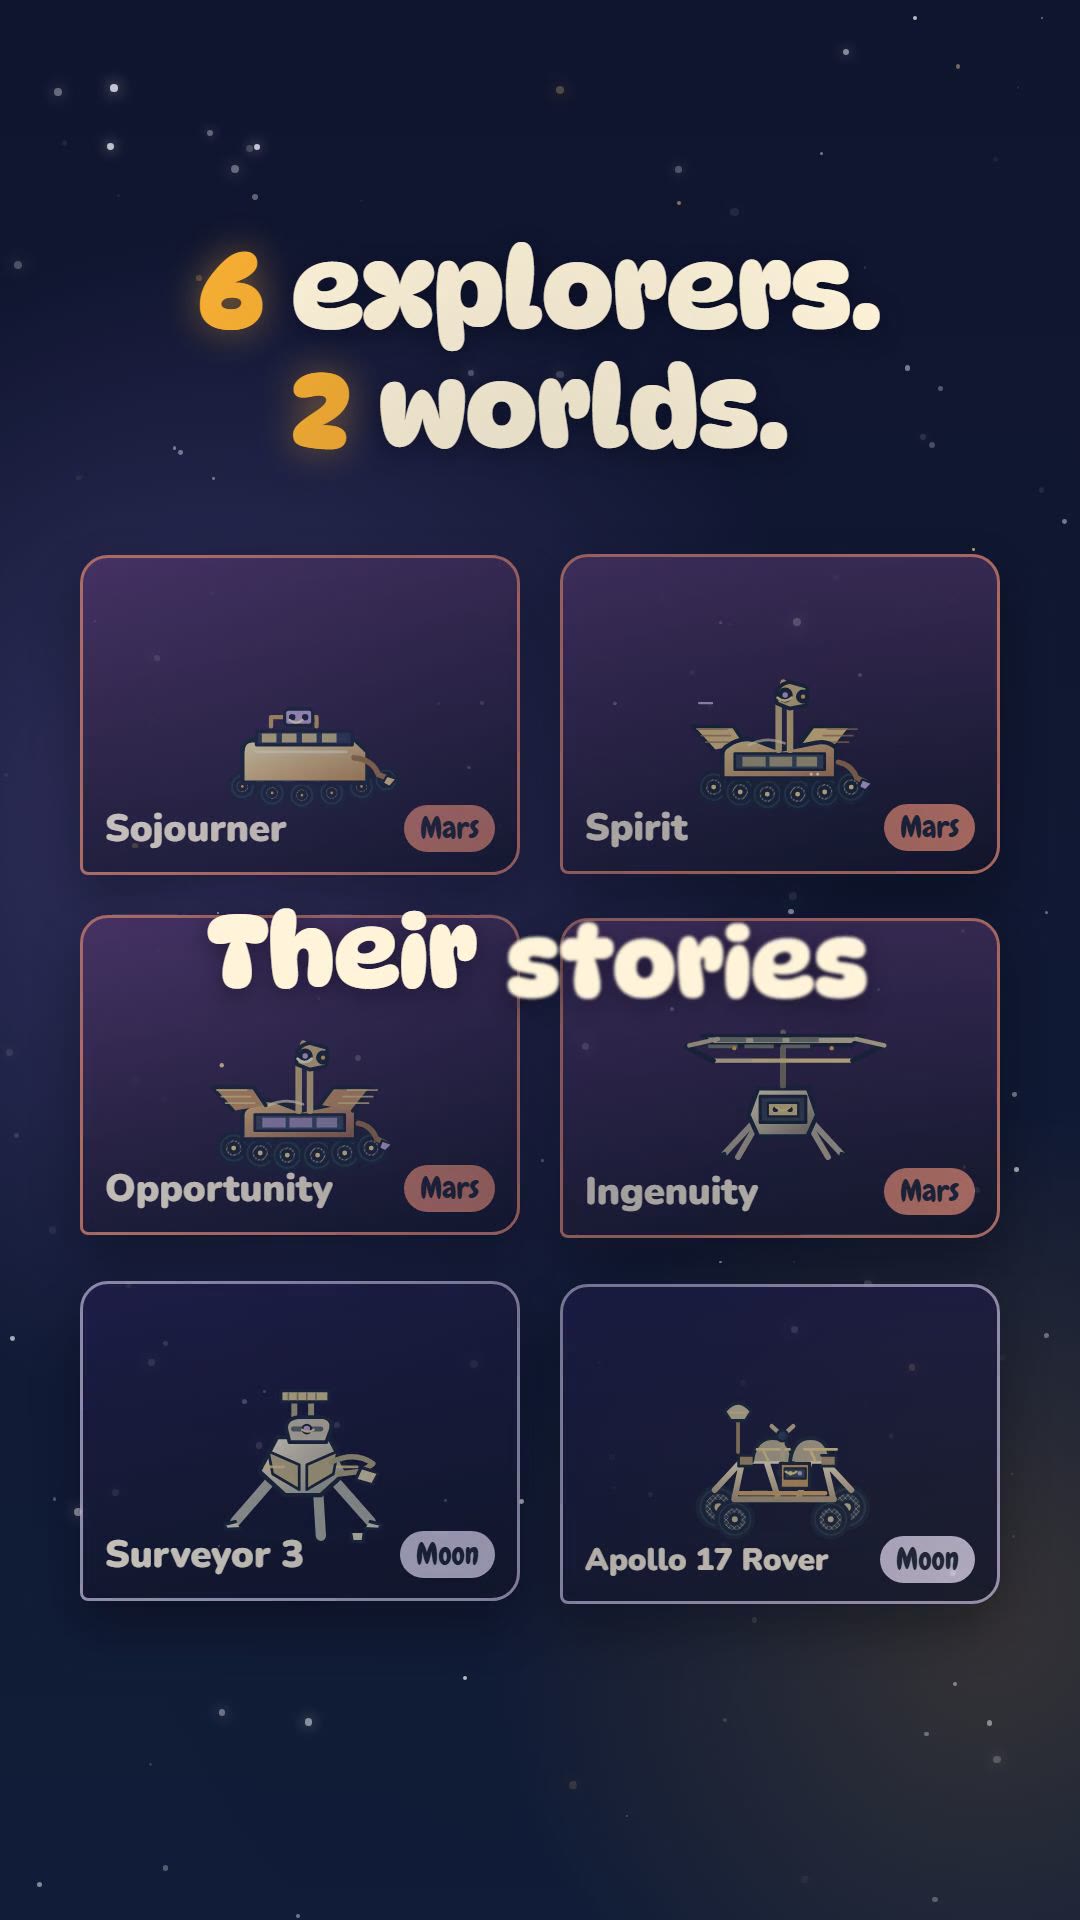 6 explorers.
2 worlds.
Sojourner Mars
Spirit Mars
Their stories
Opportunity Mars
Ingenuity Mars
Surveyor 3 Moon
Apollo 17 Rover Moon